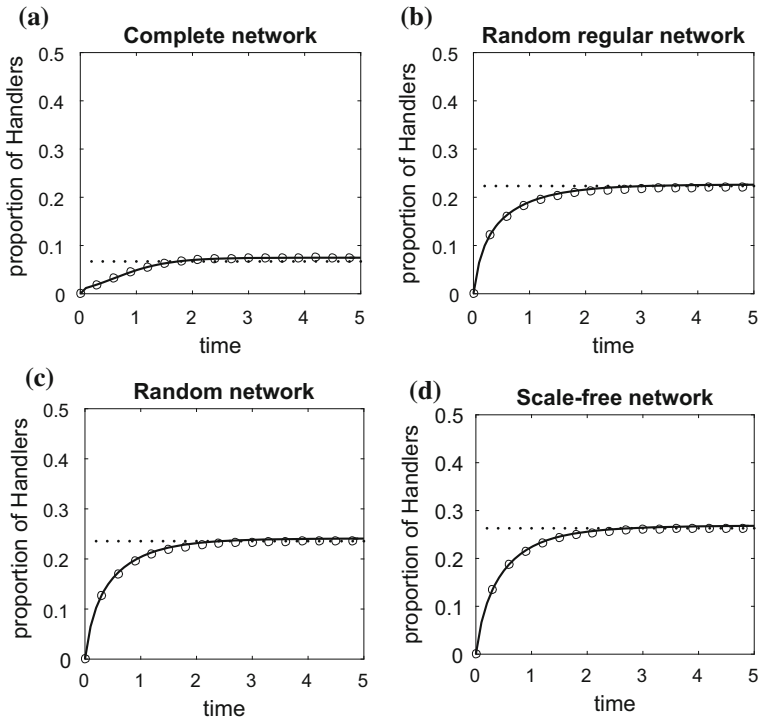 (a)
Complete network
0.5
0.4
0.3
0.2
0.1
0
0 1 2 3 4 5
proportion of Handlers
time
(b)
Random regular network
0.5
0.4
0.3
0.2
0.1
0
0 1 2 3 4 5
proportion of Handlers
time
(c)
Random network
0.5
0.4
0.3
0.2
0.1
0
0 1 2 3 4 5
proportion of Handlers
time
(d)
Scale-free network
0.5
0.4
0.3
0.2
0.1
0
0 1 2 3 4 5
proportion of Handlers
time